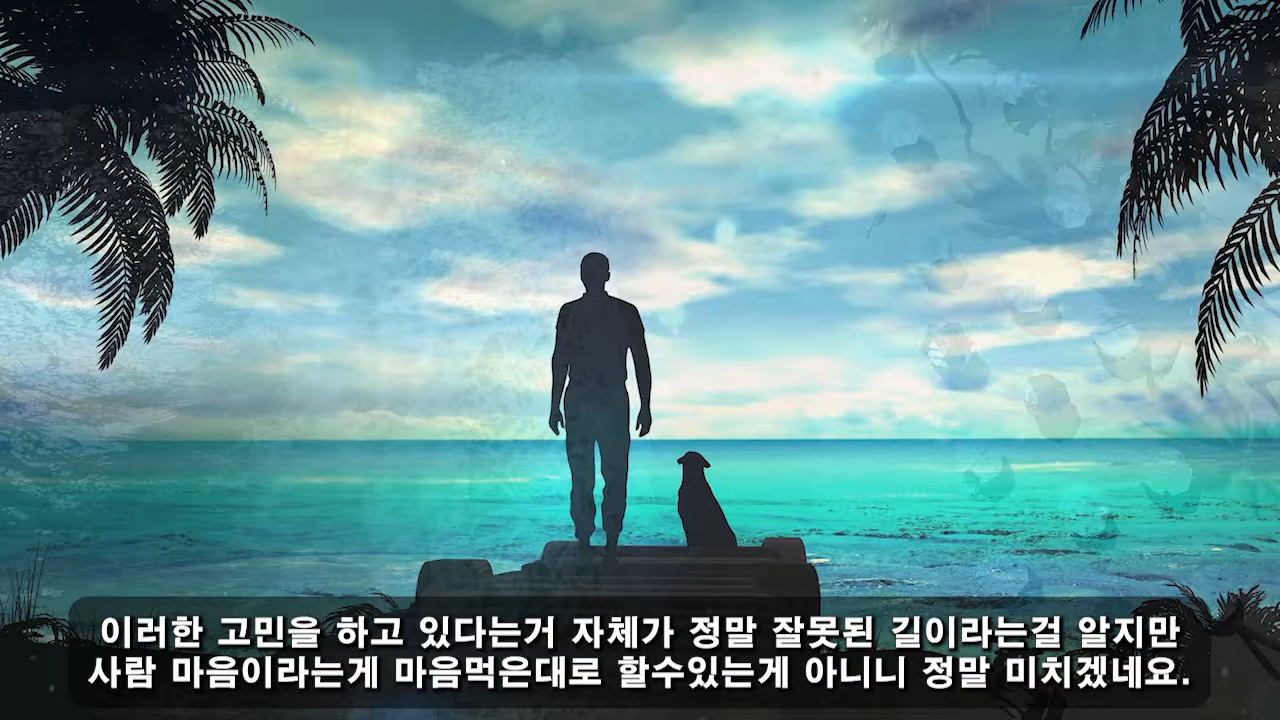 이러한 고민을 하고 있다는거 자체가 정말 잘못된 길이라는걸 알지만
사람 마음이라는게 마음먹은대로 할수있는게 아니니 정말 미치겠네요.